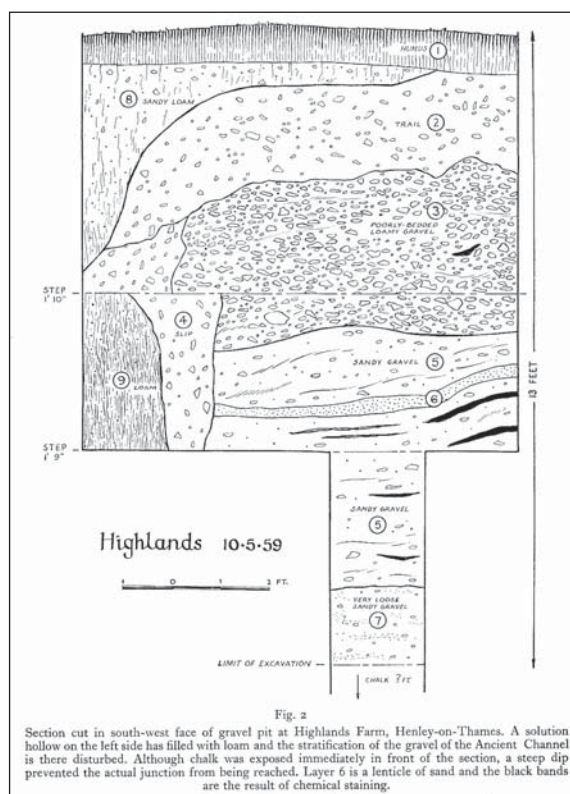 HUMUS 1
8 SANDY LOAM
TRAIL 2
3
POORLY-BEDDED
LOAMY GRAVEL
STEP
1' 10"
4
SLIP
SANDY GRAVEL 5
9 LOAM
6
13 FEET
STEP
1' 9"
SANDY GRAVEL
5
Highlands 10·5·59
1 0 1 2 FT.
VERY LOOSE
SANDY GRAVEL
7
LIMIT OF EXCAVATION
CHALK ? FT
Fig. 2
Section cut in south-west face of gravel pit at Highlands Farm, Henley-on-Thames. A solution
hollow on the left side has filled with loam and the stratification of the gravel of the Ancient Channel
is there disturbed. Although chalk was exposed immediately in front of the section, a steep dip
prevented the actual junction from being reached. Layer 6 is a lenticle of sand and the black bands
are the result of chemical staining.